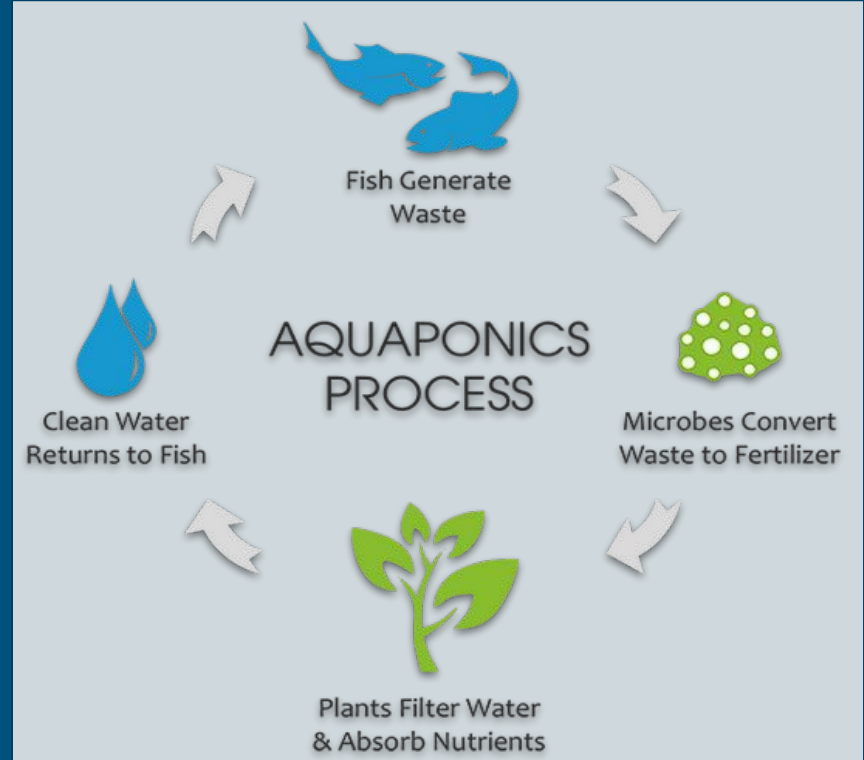 Fish Generate
Waste
AQUAPONICS
PROCESS
Clean Water
Returns to Fish
Microbes Convert
Waste to Fertilizer
Plants Filter Water
& Absorb Nutrients